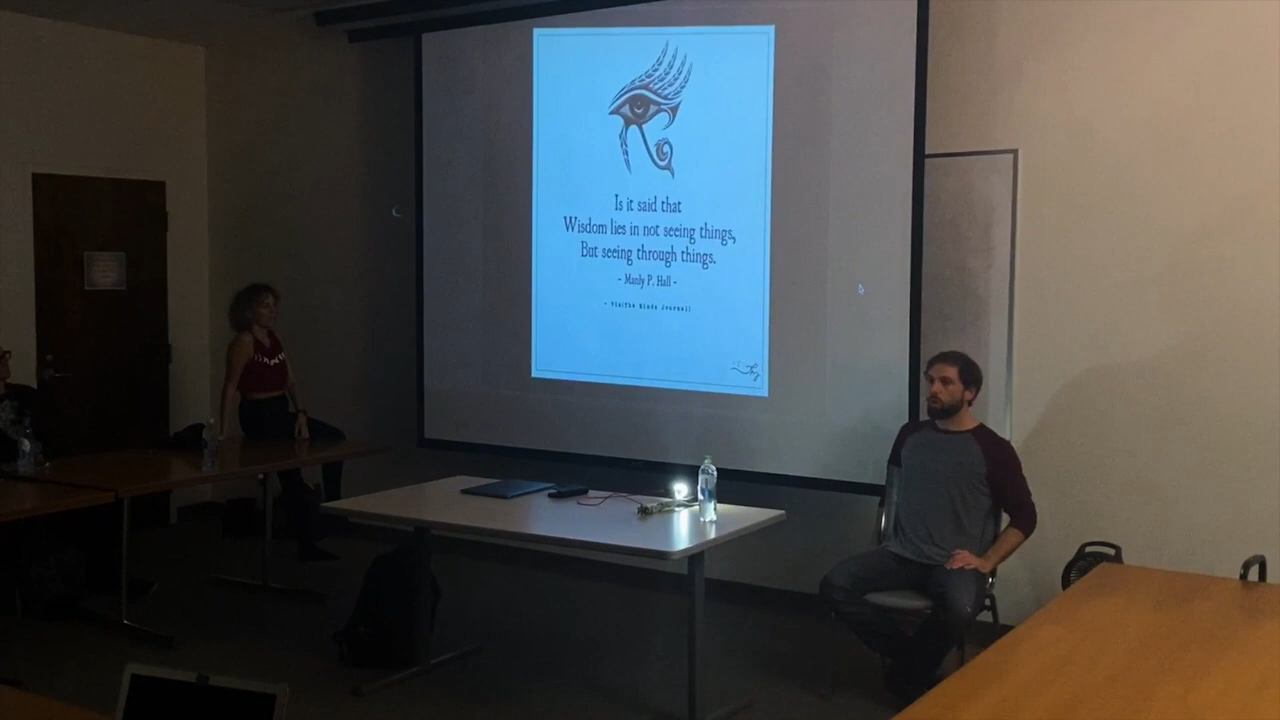 Is it said that
Wisdom lies in not seeing things,
But seeing through things.
- Manly P. Hall -